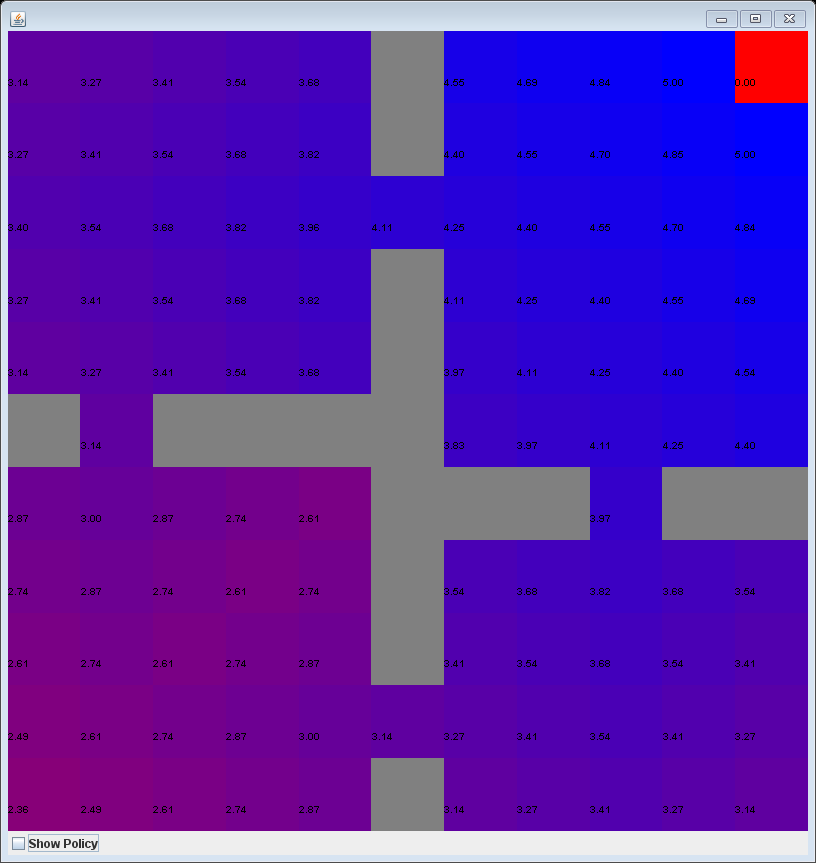 3.14 3.27 3.41 3.54 3.68 4.55 4.69 4.84 5.00 0.00
3.27 3.41 3.54 3.68 3.82 4.40 4.55 4.70 4.85 5.00
3.40 3.54 3.68 3.82 3.96 4.11 4.25 4.40 4.55 4.70 4.84
3.27 3.41 3.54 3.68 3.82 4.11 4.25 4.40 4.55 4.69
3.14 3.27 3.41 3.54 3.68 3.97 4.11 4.25 4.40 4.54
3.14 3.83 3.97 4.11 4.25 4.40
2.87 3.00 2.87 2.74 2.61 3.97
2.74 2.87 2.74 2.61 2.74 3.54 3.68 3.82 3.68 3.54
2.61 2.74 2.61 2.74 2.87 3.41 3.54 3.68 3.54 3.41
2.49 2.61 2.74 2.87 3.00 3.14 3.27 3.41 3.54 3.41 3.27
2.36 2.49 2.61 2.74 2.87 3.14 3.27 3.41 3.27 3.14
Show Policy